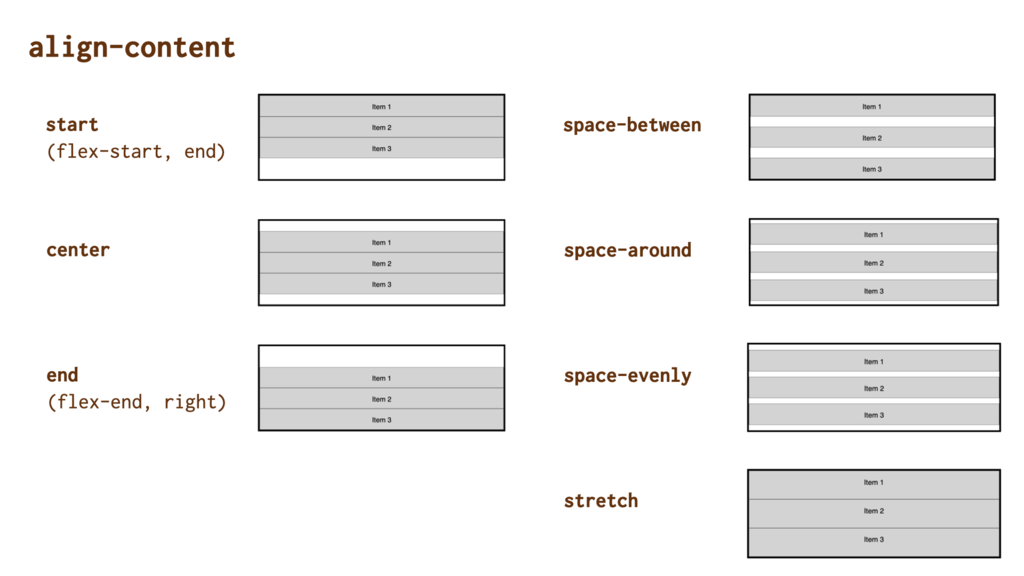 align-content
start
(flex-start, end)
Item 1
Item 2
Item 3
center
Item 1
Item 2
Item 3
end
(flex-end, right)
Item 1
Item 2
Item 3
space-between
Item 1
Item 2
Item 3
space-around
Item 1
Item 2
Item 3
space-evenly
Item 1
Item 2
Item 3
stretch
Item 1
Item 2
Item 3